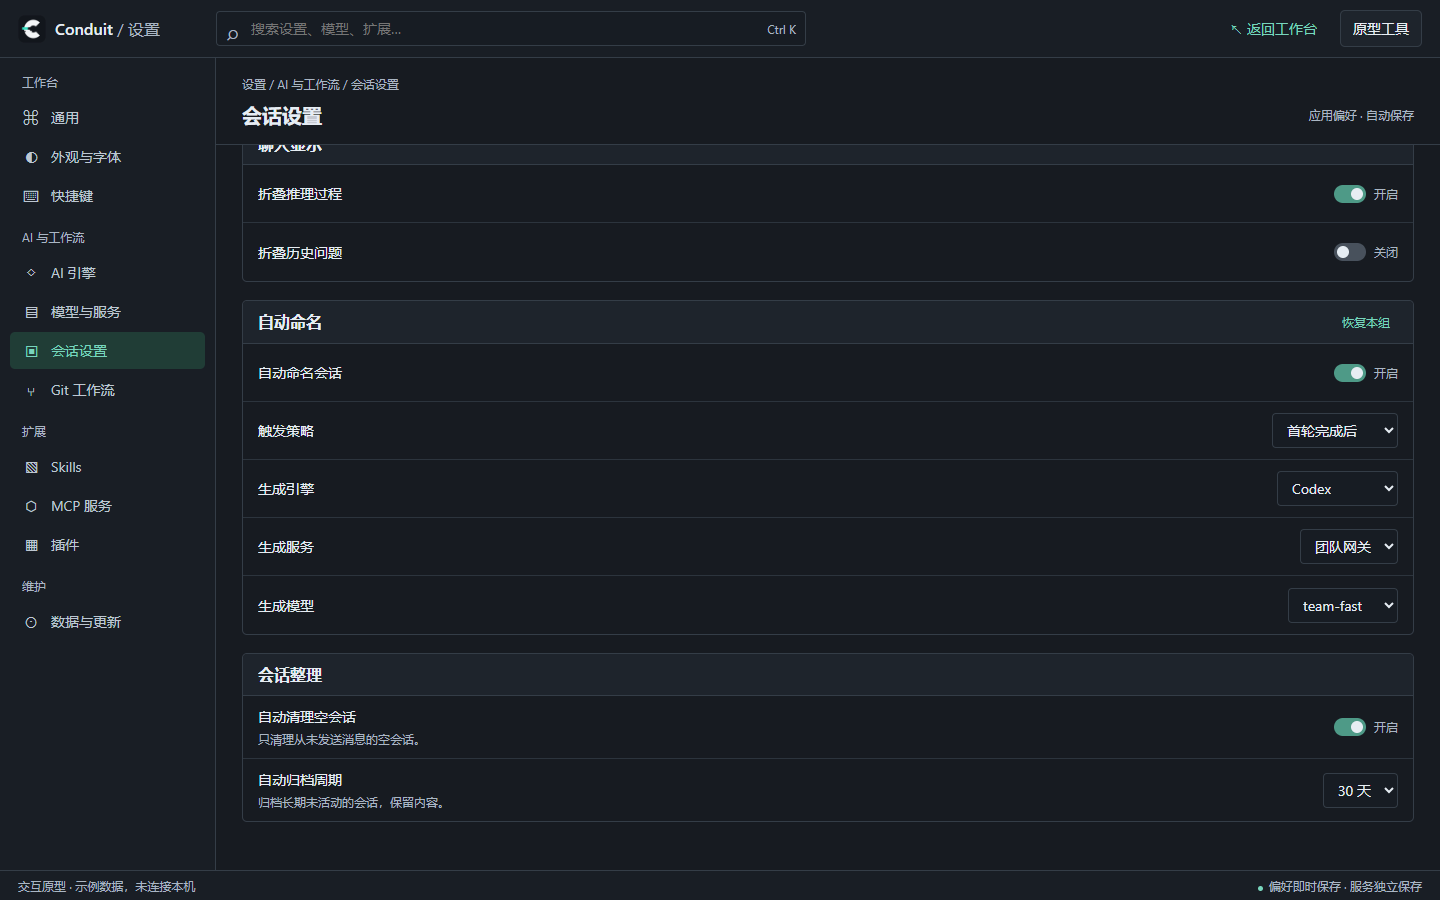 Conduit / 设置
搜索设置、模型、扩展...
Ctrl K
↖ 返回工作台
原型工具
工作台
通用
外观与字体
快捷键
AI 与工作流
AI 引擎
模型与服务
会话设置
Git 工作流
扩展
Skills
MCP 服务
插件
维护
数据与更新
设置 / AI 与工作流 / 会话设置
会话设置
应用偏好 · 自动保存
折叠推理过程
开启
折叠历史问题
关闭
自动命名
恢复本组
自动命名会话
开启
触发策略
首轮完成后
生成引擎
Codex
生成服务
团队网关
生成模型
team-fast
会话整理
自动清理空会话
只清理从未发送消息的空会话。
开启
自动归档周期
归档长期未活动的会话，保留内容。
30 天
交互原型 · 示例数据，未连接本机
偏好即时保存 · 服务独立保存